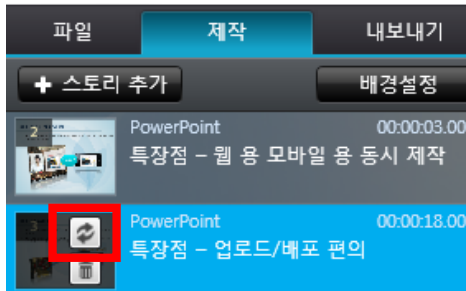 파일 제작 내보내기
+ 스토리 추가 배경설정
2 PowerPoint 00:00:03.00
특장점 – 웹 용 모바일 용 동시 제작
3 PowerPoint 00:00:18.00
특장점 – 업로드/배포 편의